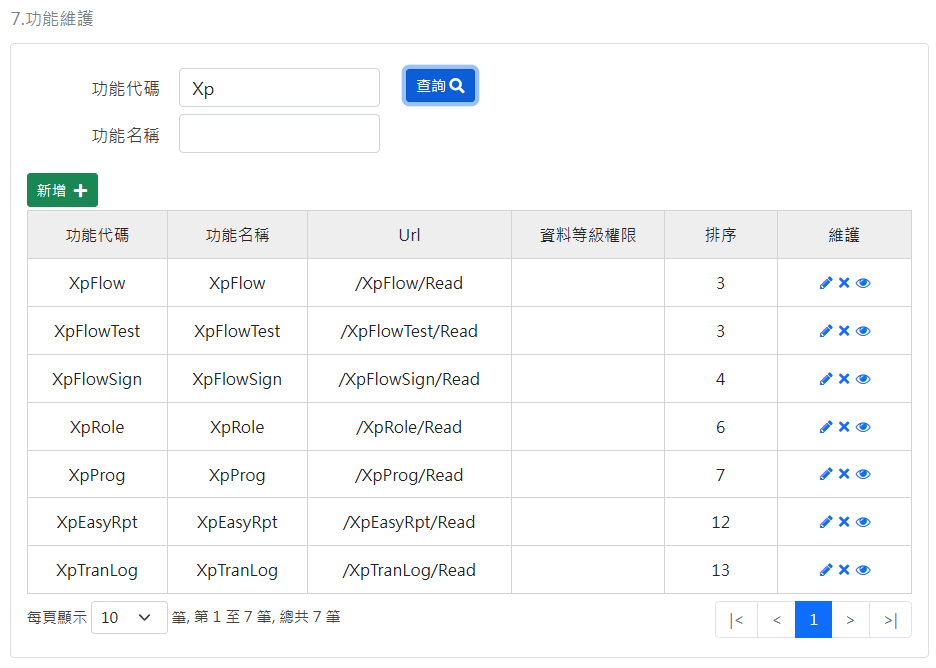 7.功能維護
功能代碼 Xp 查詢
功能名稱
新增
功能代碼 功能名稱 Url 資料等級權限 排序 維護
XpFlow XpFlow /XpFlow/Read 3
XpFlowTest XpFlowTest /XpFlowTest/Read 3
XpFlowSign XpFlowSign /XpFlowSign/Read 4
XpRole XpRole /XpRole/Read 6
XpProg XpProg /XpProg/Read 7
XpEasyRpt XpEasyRpt /XpEasyRpt/Read 12
XpTranLog XpTranLog /XpTranLog/Read 13
每頁顯示 10 筆, 第 1 至 7 筆, 總共 7 筆 |< < 1 > >|